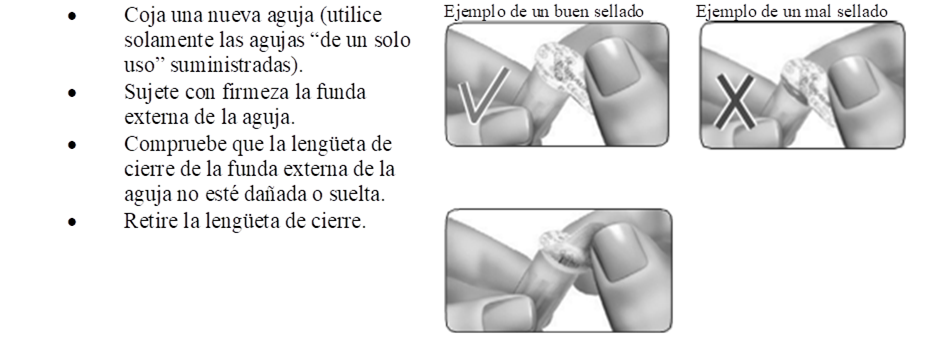 • Coja una nueva aguja (utilice
solamente las agujas “de un solo
uso” suministradas).
• Sujete con firmeza la funda
externa de la aguja.
• Compruebe que la lengüeta de
cierre de la funda externa de la
aguja no esté dañada o suelta.
• Retire la lengüeta de cierre.
Ejemplo de un buen sellado
Ejemplo de un mal sellado